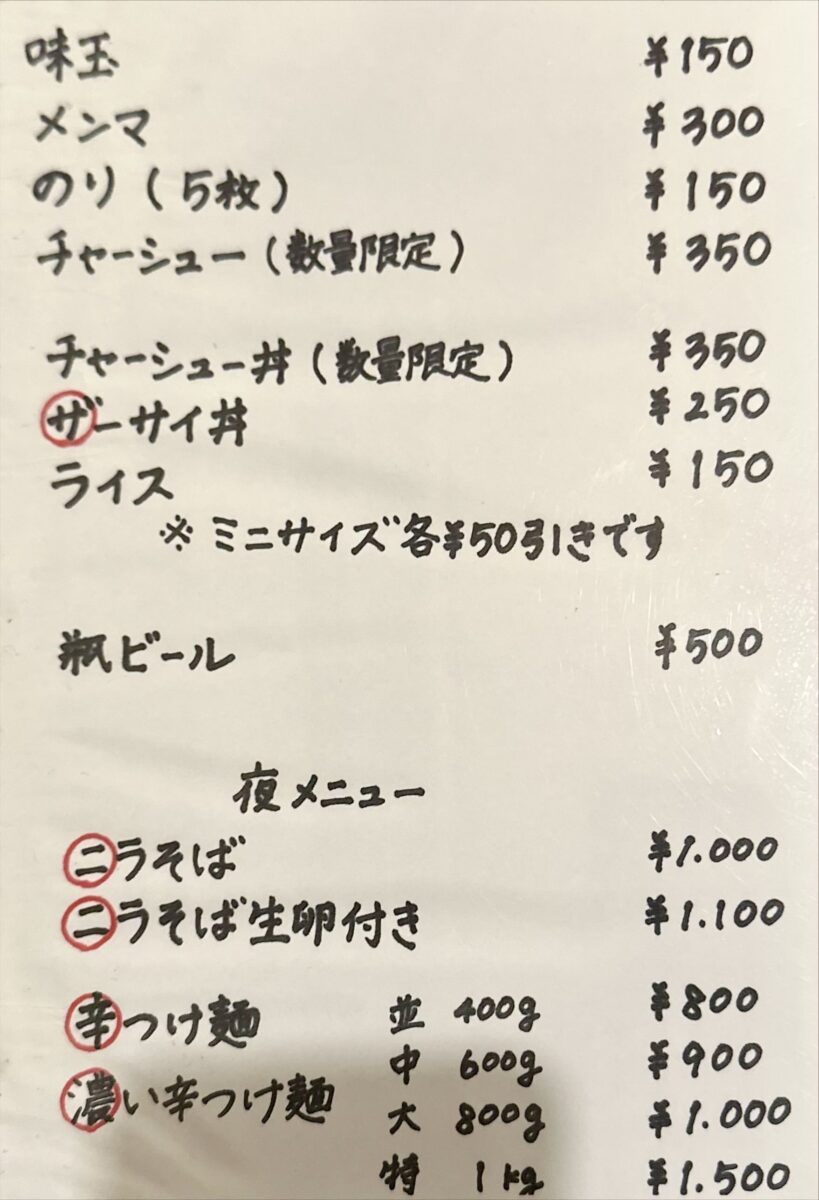 味玉 ¥150
メンマ ¥300
のり(5枚) ¥150
チャーシュー(数量限定) ¥350
チャーシュー丼(数量限定) ¥350
ザーサイ丼 ¥250
ライス ¥150
※ ミニサイズ各¥50引きです
瓶ビール ¥500
夜メニュー
ニラそば ¥1.000
ニラそば生卵付き ¥1.100
辛つけ麺 並 400g ¥800
中 600g ¥900
濃い辛つけ麺 大 800g ¥1.000
特 1kg ¥1.500